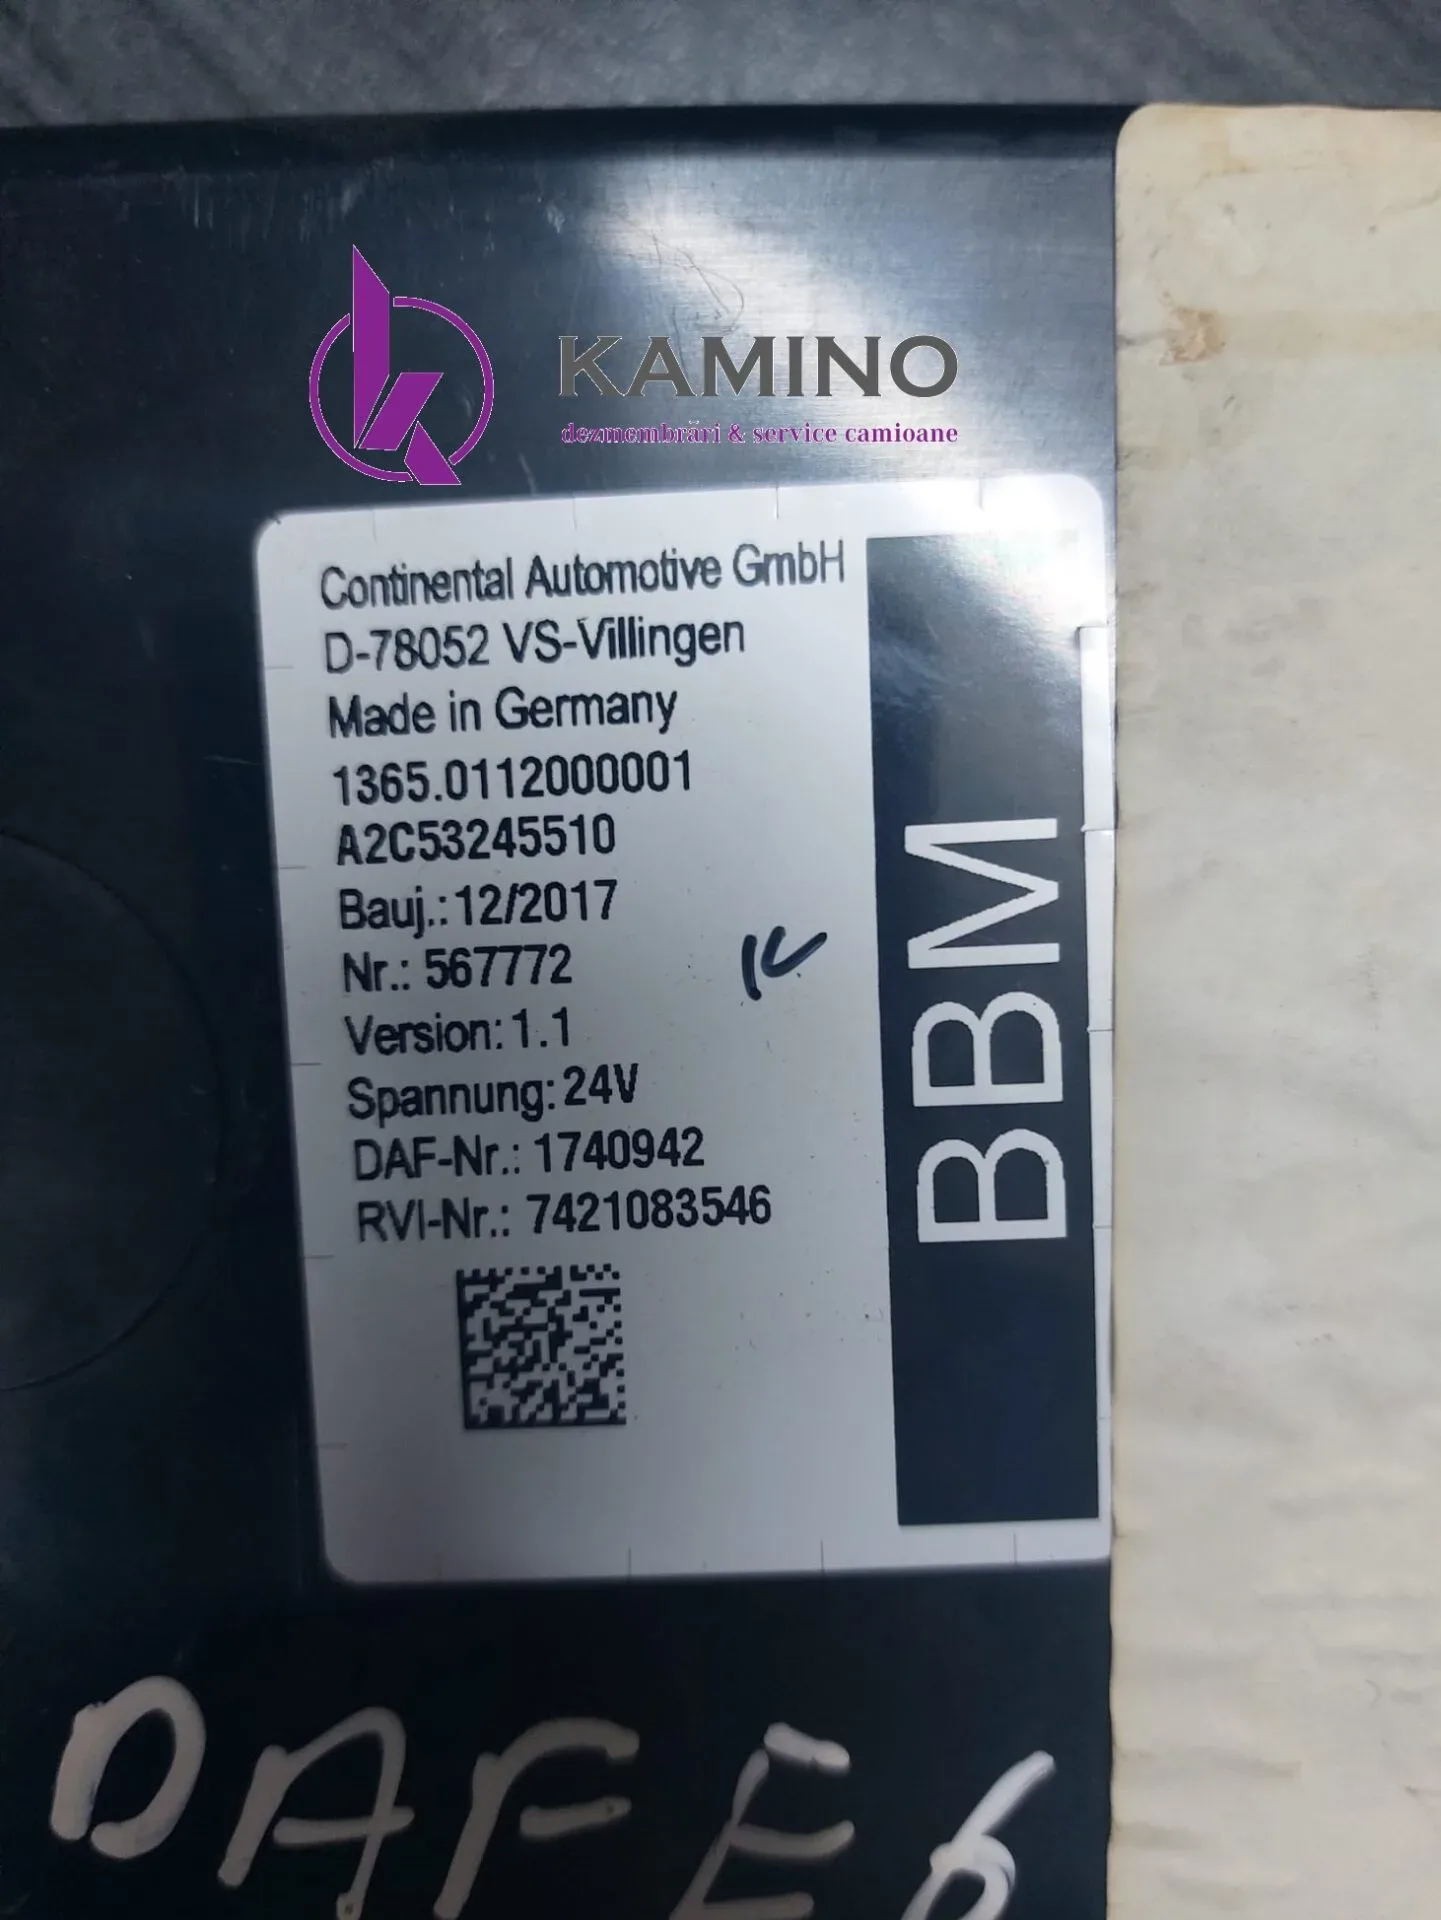 KAMINO
dezmembrări & service camioane
Continental Automotive GmbH
D-78052 VS-Villingen
Made in Germany
1365.0112000001
A2C53245510
Bauj.: 12/2017
Nr.: 567772
Version: 1.1
Spannung: 24V
DAF-Nr.: 1740942
RVI-Nr.: 7421083546
BBM
DAF E6